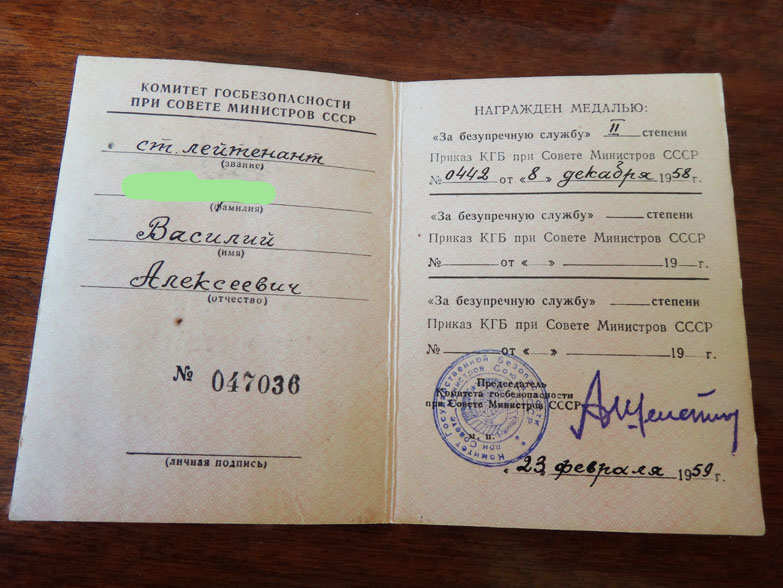 КОМИТЕТ ГОСБЕЗОПАСНОСТИ
ПРИ СОВЕТЕ МИНИСТРОВ СССР
ст. лейтенант
(звание)
(фамилия)
Василий
(имя)
Алексеевич
(отчество)
№ 047036
(личная подпись)
НАГРАЖДЕН МЕДАЛЬЮ:
«За безупречную службу» II степени
Приказ КГБ при Совете Министров СССР
№ 0442 от « 8 » декабря 1958 г.
«За безупречную службу» степени
Приказ КГБ при Совете Министров СССР
№ от « » 19 г.
«За безупречную службу» степени
Приказ КГБ при Совете Министров СССР
№ от « » 19 г.
Председатель
Комитета госбезопасности
при Совете Министров СССР
м. п.
23 февраля 1959 г.